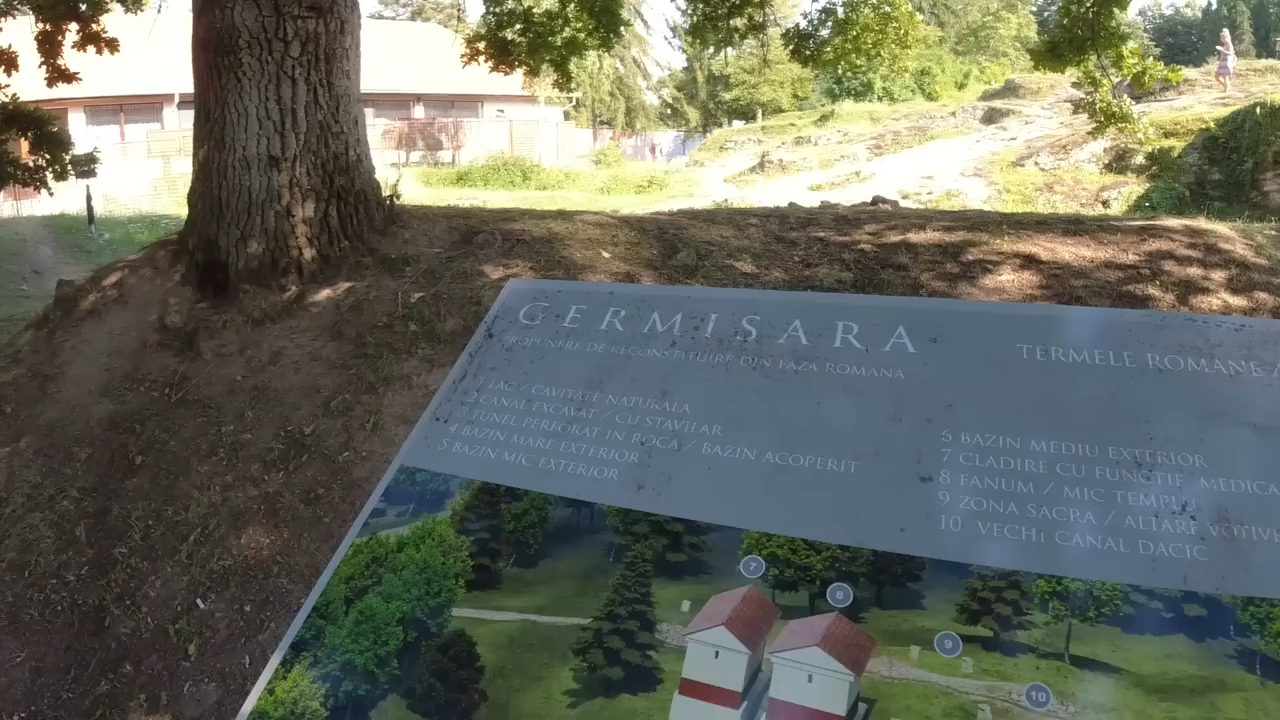 GERMISARA
PROPUNERE DE RECONSTITUIRE DIN FAZA ROMANA
TERMELE ROMANE /
1 LAC / CAVITATE NATURALA
2 CANAL EXCAVAT / CU STAVILAR
3 TUNEL PERFORAT IN ROCA / BAZIN ACOPERIT
4 BAZIN MARE EXTERIOR
5 BAZIN MIC EXTERIOR
6 BAZIN MEDIU EXTERIOR
7 CLADIRE CU FUNCTIE MEDICA
8 FANUM / MIC TEMPLU
9 ZONA SACRA / ALTARE VOTIVE
10 VECHI CANAL DACIC
7
8
9
10